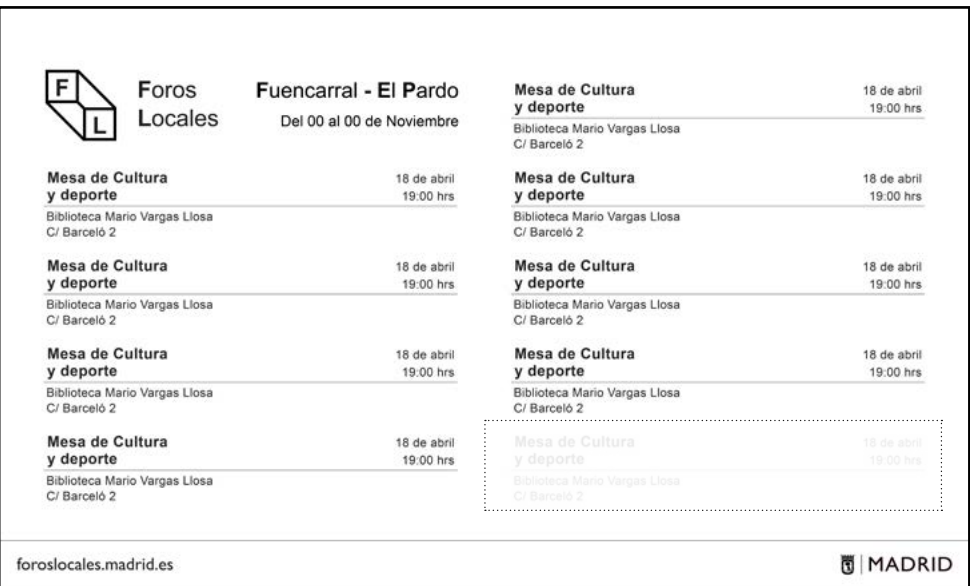 F
L
Foros
Locales
Fuencarral - El Pardo
Del 00 al 00 de Noviembre
Mesa de Cultura
y deporte
18 de abril
19:00 hrs
Biblioteca Mario Vargas Llosa
C/ Barceló 2
Mesa de Cultura
y deporte
18 de abril
19:00 hrs
Biblioteca Mario Vargas Llosa
C/ Barceló 2
Mesa de Cultura
y deporte
18 de abril
19:00 hrs
Biblioteca Mario Vargas Llosa
C/ Barceló 2
Mesa de Cultura
y deporte
18 de abril
19:00 hrs
Biblioteca Mario Vargas Llosa
C/ Barceló 2
Mesa de Cultura
y deporte
18 de abril
19:00 hrs
Biblioteca Mario Vargas Llosa
C/ Barceló 2
Mesa de Cultura
y deporte
18 de abril
19:00 hrs
Biblioteca Mario Vargas Llosa
C/ Barceló 2
Mesa de Cultura
y deporte
18 de abril
19:00 hrs
Biblioteca Mario Vargas Llosa
C/ Barceló 2
Mesa de Cultura
y deporte
18 de abril
19:00 hrs
Biblioteca Mario Vargas Llosa
C/ Barceló 2
Mesa de Cultura
y deporte
18 de abril
19:00 hrs
Biblioteca Mario Vargas Llosa
C/ Barceló 2
foroslocales.madrid.es
MADRID